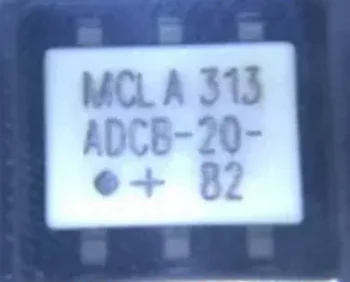 MCL A 313
ADCB-20-
+ 82